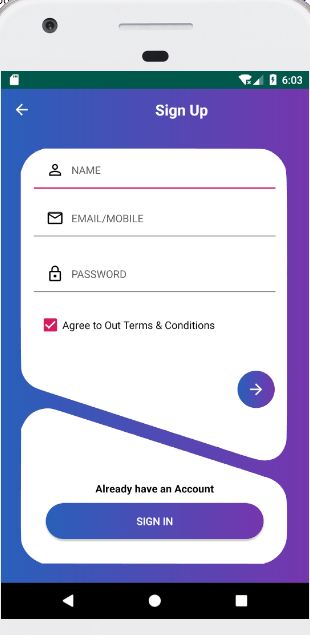 6:03
Sign Up
NAME
EMAIL/MOBILE
PASSWORD
Agree to Out Terms & Conditions
Already have an Account
SIGN IN